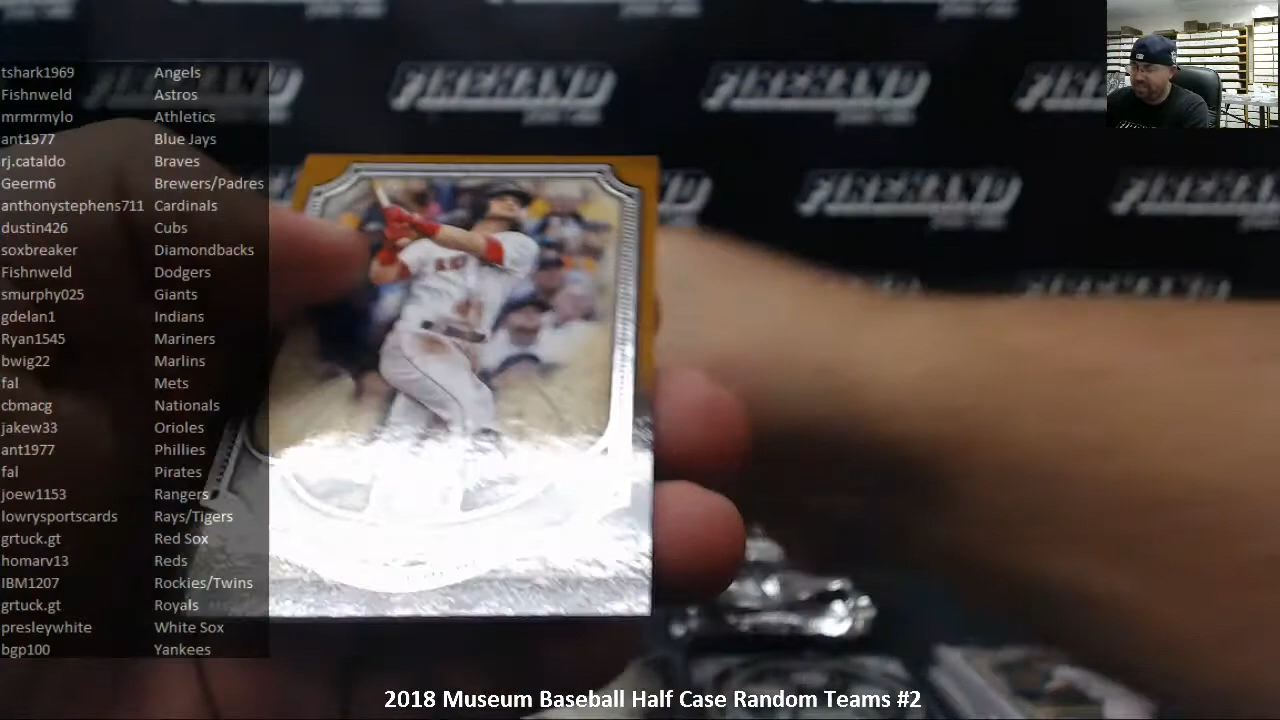 tshark1969 Angels
Fishnweld Astros
mrmrmylo Athletics
ant1977 Blue Jays
rj.cataldo Braves
Geerm6 Brewers/Padres
anthonystephens711 Cardinals
dustin426 Cubs
soxbreaker Diamondbacks
Fishnweld Dodgers
smurphy025 Giants
gdelan1 Indians
Ryan1545 Mariners
bwig22 Marlins
fal Mets
cbmacg Nationals
jakew33 Orioles
ant1977 Phillies
fal Pirates
joew1153 Rangers
lowrysportscards Rays/Tigers
grtuck.gt Red Sox
homarv13 Reds
IBM1207 Rockies/Twins
grtuck.gt Royals
presleywhite White Sox
bgp100 Yankees
FIREHAND FIREHAND
FIREHAND
2018 Museum Baseball Half Case Random Teams #2